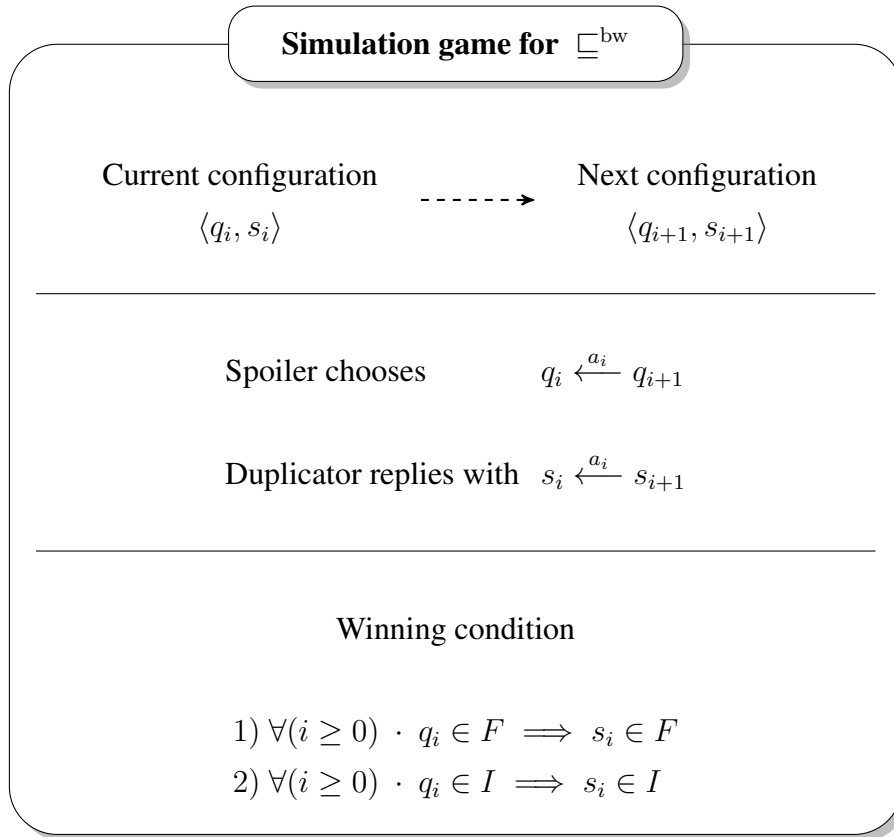 Simulation game for ⊑^bw
Current configuration ⇢ Next configuration
⟨q_i, s_i⟩ ⟨q_{i+1}, s_{i+1}⟩
Spoiler chooses q_i ←^{a_i} q_{i+1}
Duplicator replies with s_i ←^{a_i} s_{i+1}
Winning condition
1) ∀(i ≥ 0) · q_i ∈ F ⟹ s_i ∈ F
2) ∀(i ≥ 0) · q_i ∈ I ⟹ s_i ∈ I